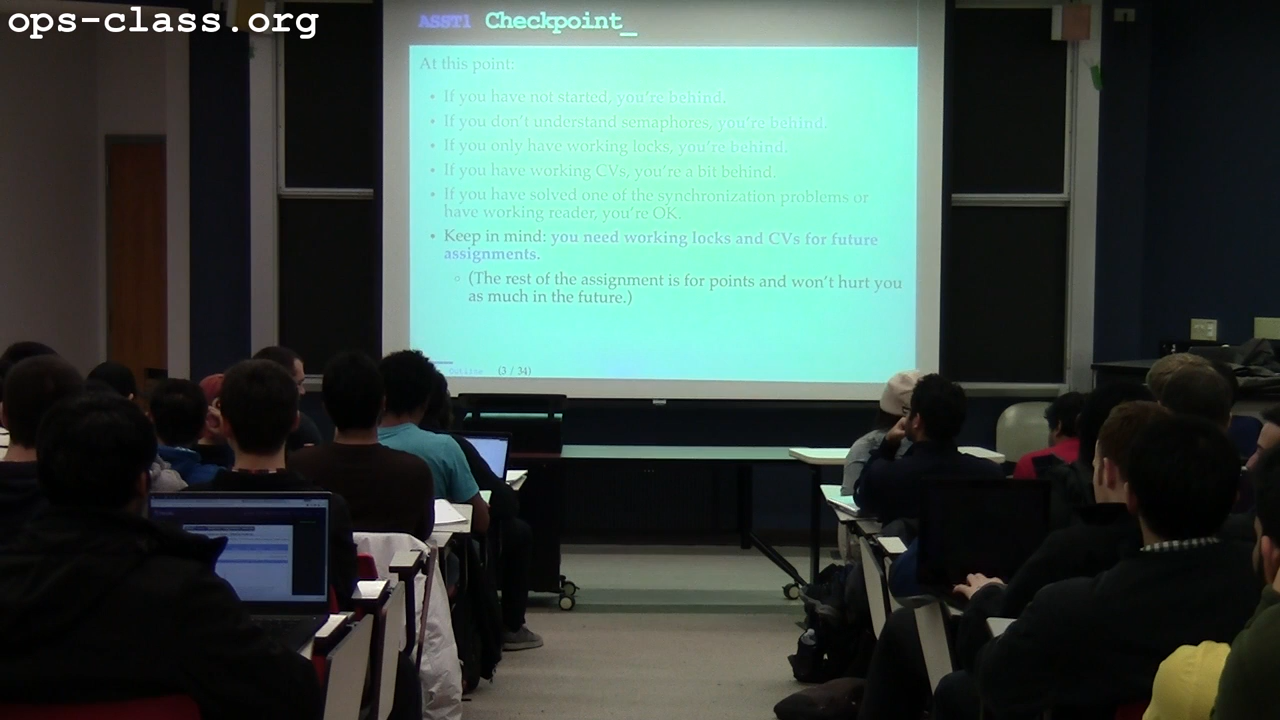 ops-class.org
ASST1 Checkpoint_
At this point:
• If you have not started, you're behind.
• If you don't understand semaphores, you're behind.
• If you only have working locks, you're behind.
• If you have working CVs, you're a bit behind.
• If you have solved one of the synchronization problems or
have working reader, you're OK.
• Keep in mind: you need working locks and CVs for future
assignments.
◦ (The rest of the assignment is for points and won't hurt you
as much in the future.)
Outline (3 / 34)